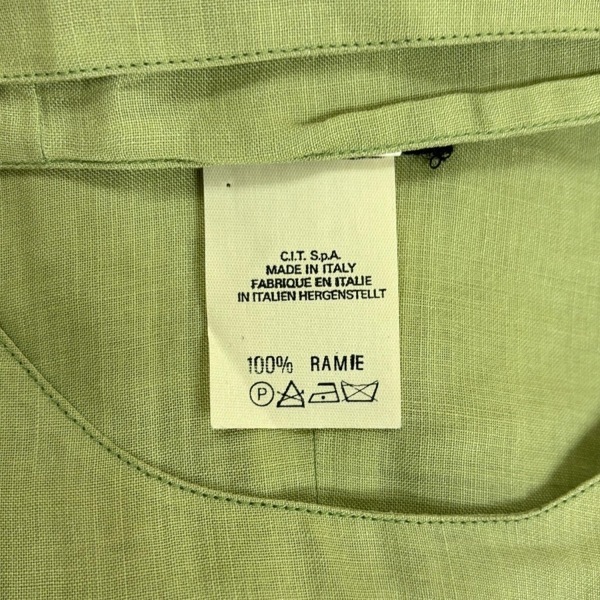 C.I.T. S.p.A.
MADE IN ITALY
FABRIQUE EN ITALIE
IN ITALIEN HERGENSTELLT
100% RAMIE
P